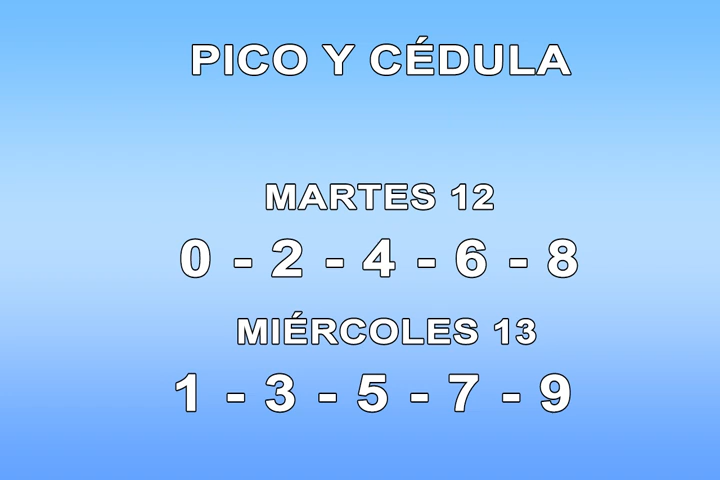 PICO Y CÉDULA
MARTES 12
0 - 2 - 4 - 6 - 8
MIÉRCOLES 13
1 - 3 - 5 - 7 - 9